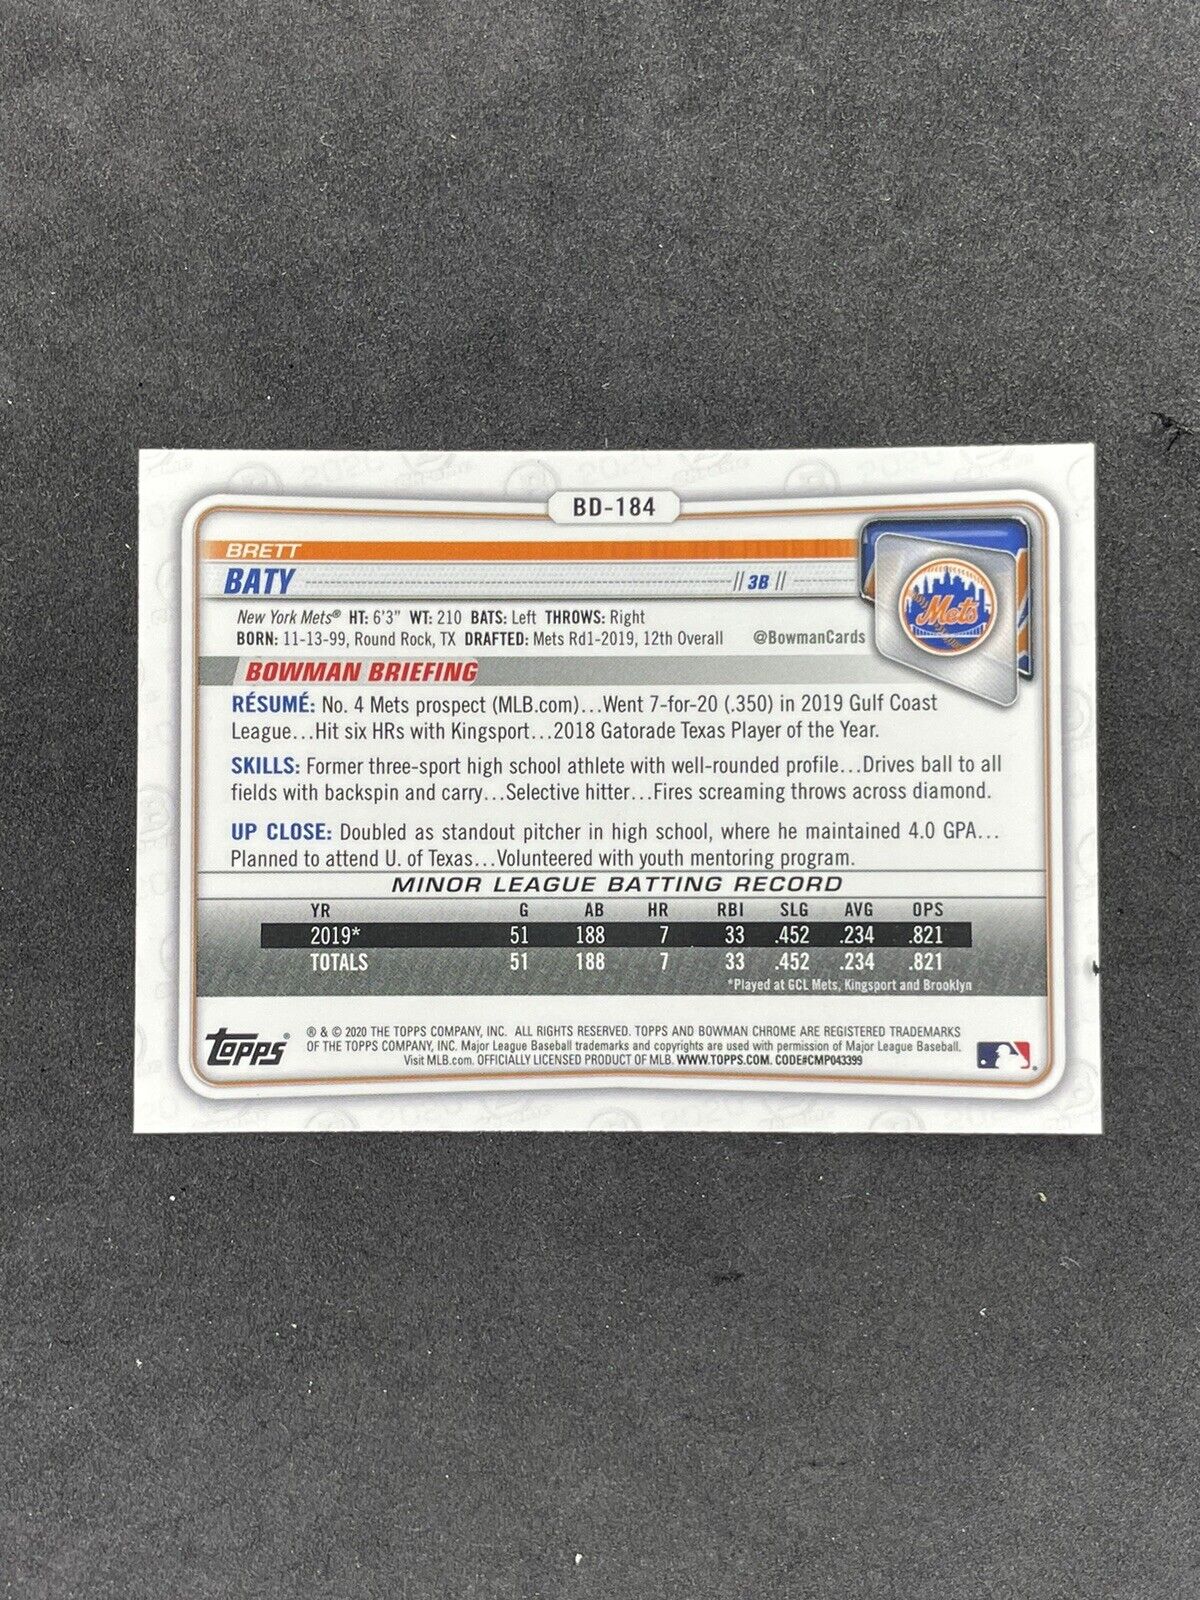 BD-184
BRETT
BATY // 3B //
Mets
New York Mets® HT: 6'3" WT: 210 BATS: Left THROWS: Right
BORN: 11-13-99, Round Rock, TX DRAFTED: Mets Rd1-2019, 12th Overall @BowmanCards
BOWMAN BRIEFING
RÉSUMÉ: No. 4 Mets prospect (MLB.com)...Went 7-for-20 (.350) in 2019 Gulf Coast
League...Hit six HRs with Kingsport...2018 Gatorade Texas Player of the Year.
SKILLS: Former three-sport high school athlete with well-rounded profile...Drives ball to all
fields with backspin and carry...Selective hitter...Fires screaming throws across diamond.
UP CLOSE: Doubled as standout pitcher in high school, where he maintained 4.0 GPA...
Planned to attend U. of Texas...Volunteered with youth mentoring program.
MINOR LEAGUE BATTING RECORD
YR G AB HR RBI SLG AVG OPS
2019* 51 188 7 33 .452 .234 .821
TOTALS 51 188 7 33 .452 .234 .821
*Played at GCL Mets, Kingsport and Brooklyn
topps®
® & © 2020 THE TOPPS COMPANY, INC. ALL RIGHTS RESERVED. TOPPS AND BOWMAN CHROME ARE REGISTERED TRADEMARKS
OF THE TOPPS COMPANY, INC. Major League Baseball trademarks and copyrights are used with permission of Major League Baseball.
Visit MLB.com. OFFICIALLY LICENSED PRODUCT OF MLB. WWW.TOPPS.COM. CODE#CMP043399